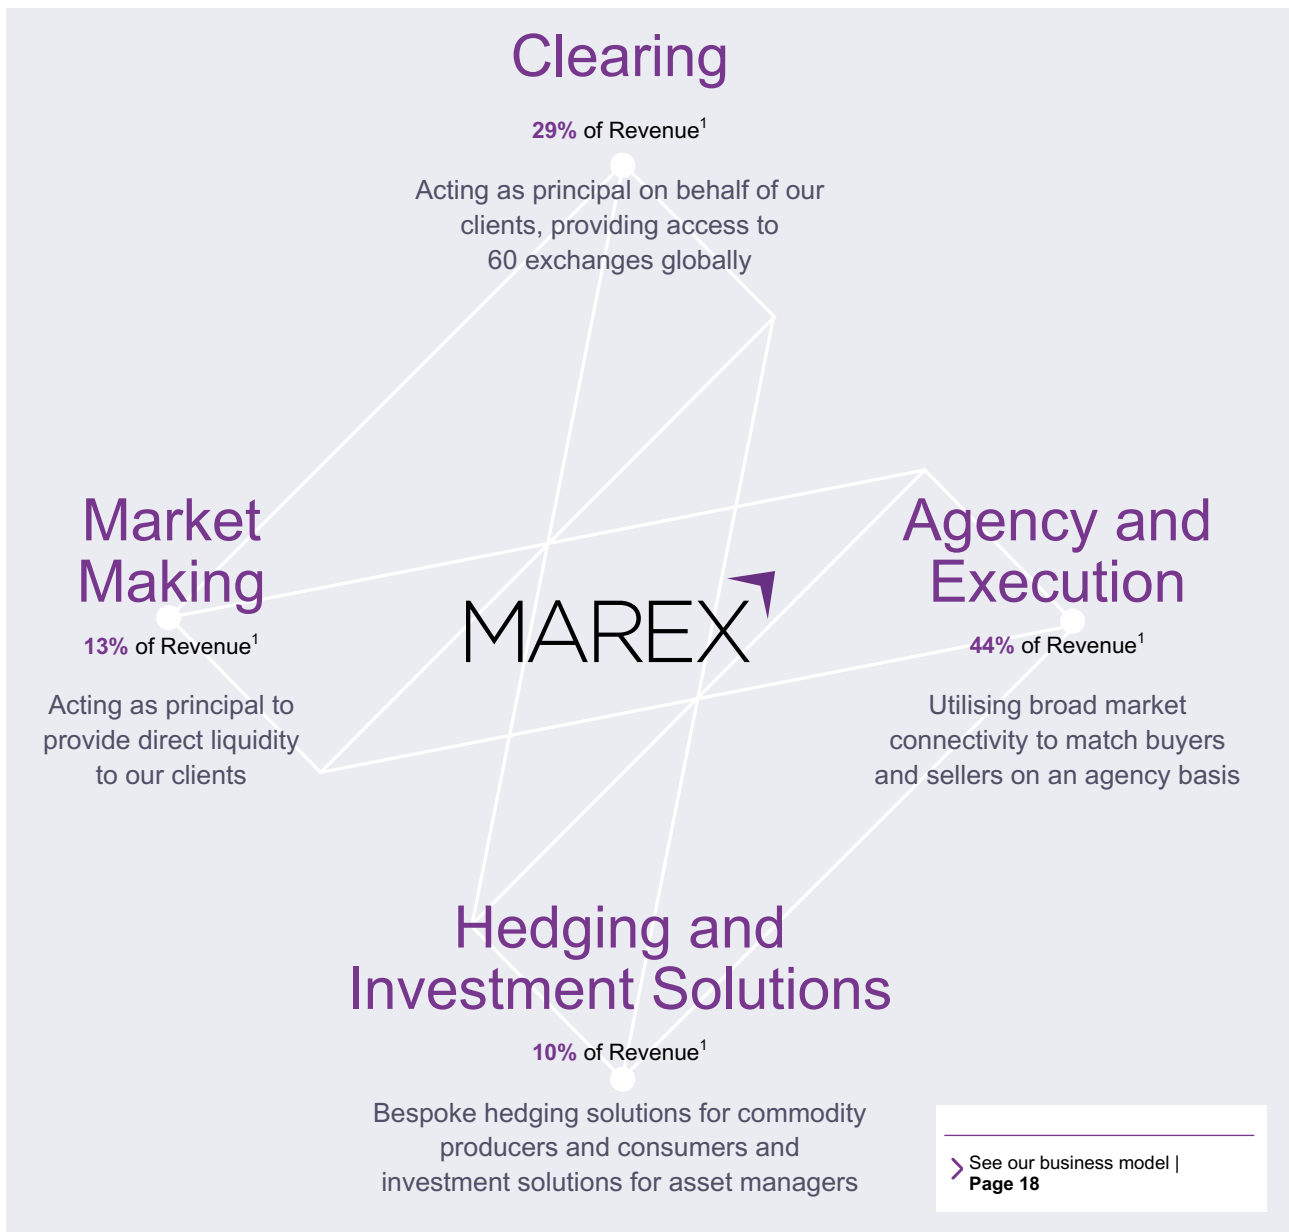 Clearing
29% of Revenue¹
Acting as principal on behalf of our
clients, providing access to
60 exchanges globally
Market
Making
13% of Revenue¹
Acting as principal to
provide direct liquidity
to our clients
MAREX
Agency and
Execution
44% of Revenue¹
Utilising broad market
connectivity to match buyers
and sellers on an agency basis
Hedging and
Investment Solutions
10% of Revenue¹
Bespoke hedging solutions for commodity
producers and consumers and
investment solutions for asset managers
See our business model |
Page 18